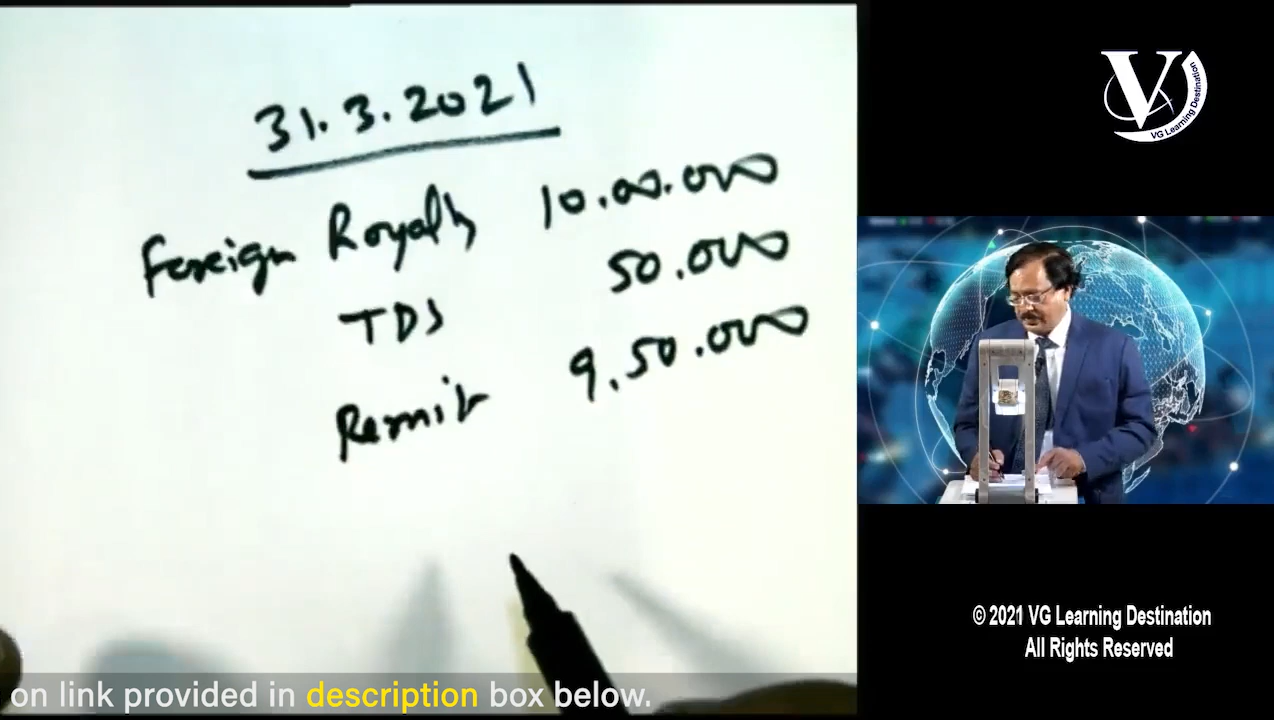 31.3.2021
Foreign Royalty 10,00,000
TDS 50,000
Remit 9,50,000
V
VG Learning Destination
© 2021 VG Learning Destination
All Rights Reserved
on link provided in description box below.